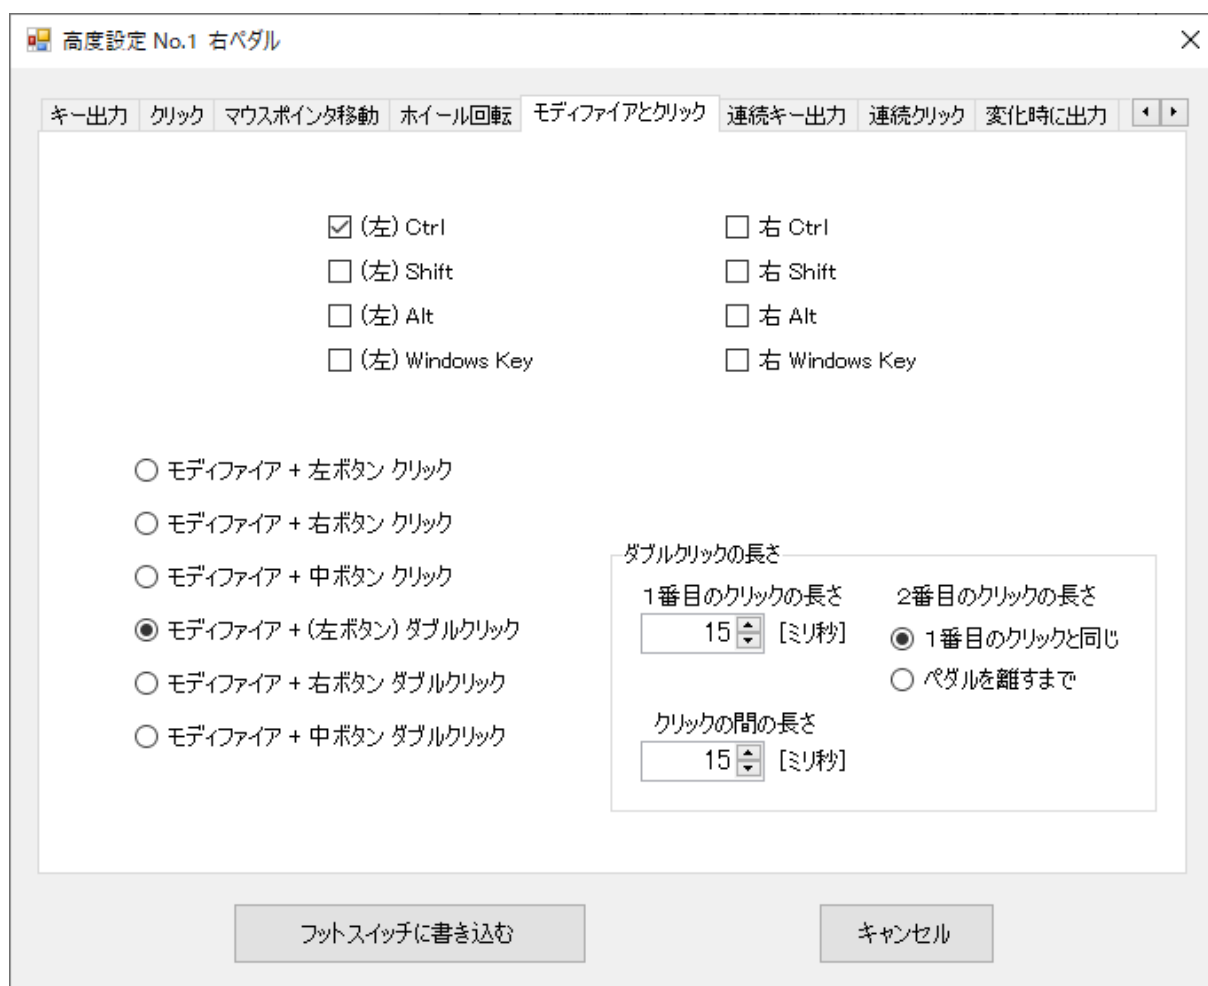 高度設定 No.1 右ペダル
キー出力 クリック マウスポインタ移動 ホイール回転 モディファイアとクリック 連続キー出力 連続クリック 変化時に出力
(左) Ctrl
右 Ctrl
(左) Shift
右 Shift
(左) Alt
右 Alt
(左) Windows Key
右 Windows Key
モディファイア + 左ボタン クリック
モディファイア + 右ボタン クリック
モディファイア + 中ボタン クリック
モディファイア + (左ボタン) ダブルクリック
モディファイア + 右ボタン ダブルクリック
モディファイア + 中ボタン ダブルクリック
ダブルクリックの長さ
1番目のクリックの長さ
15 [ミリ秒]
2番目のクリックの長さ
1番目のクリックと同じ
ペダルを離すまで
クリックの間の長さ
15 [ミリ秒]
フットスイッチに書き込む
キャンセル